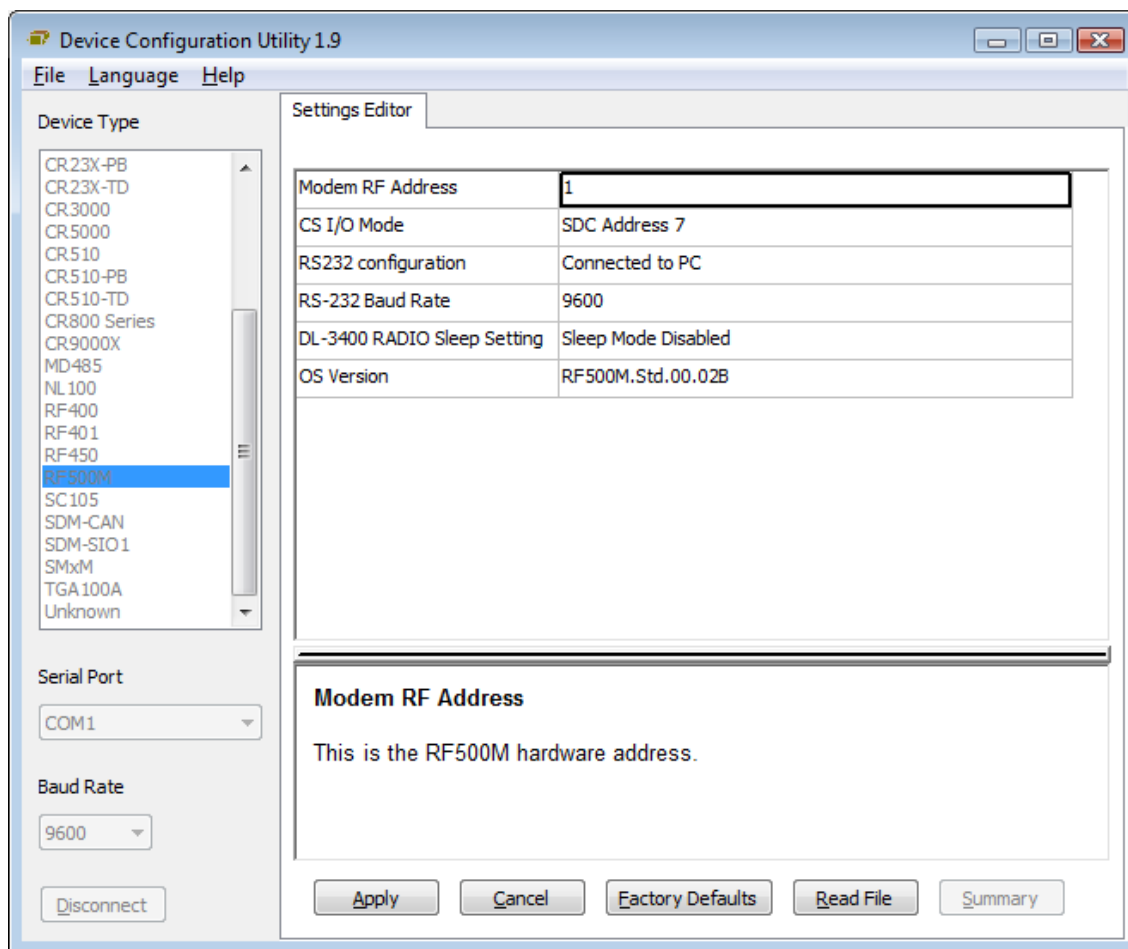 Device Configuration Utility 1.9
File Language Help
Device Type
CR23X-PB
CR23X-TD
CR3000
CR5000
CR510
CR510-PB
CR510-TD
CR800 Series
CR9000X
MD485
NL100
RF400
RF401
RF450
RF500M
SC105
SDM-CAN
SDM-SIO1
SMxM
TGA100A
Unknown
Serial Port
COM1
Baud Rate
9600
Disconnect
Settings Editor
Modem RF Address 1
CS I/O Mode SDC Address 7
RS232 configuration Connected to PC
RS-232 Baud Rate 9600
DL-3400 RADIO Sleep Setting Sleep Mode Disabled
OS Version RF500M.Std.00.02B
Modem RF Address
This is the RF500M hardware address.
Apply Cancel Factory Defaults Read File Summary